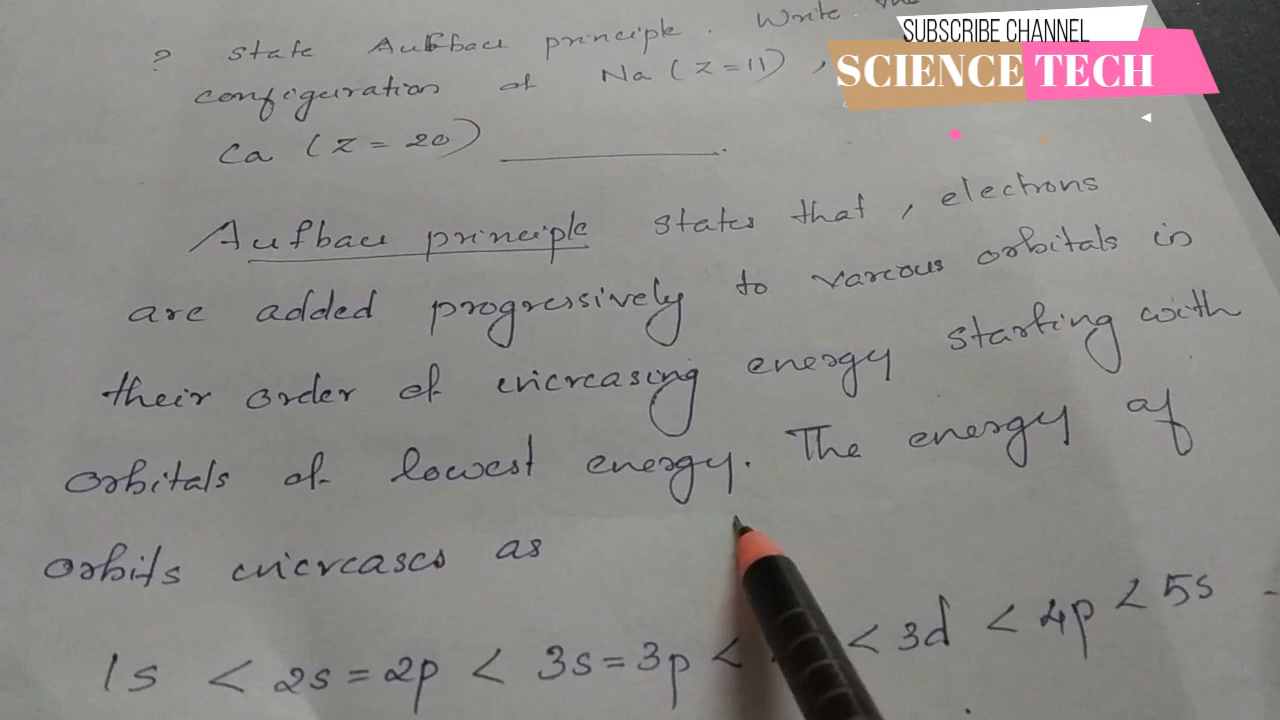 ? State Aufbau principle. Write the
SUBSCRIBE CHANNEL
SCIENCE TECH
configuration of Na (Z=11),
Ca (Z = 20)
Aufbau principle states that, electrons
are added progressively to various orbitals in
their order of increasing energy starting with
orbitals of lowest energy. The energy of
orbits increases as
1s < 2s = 2p < 3s = 3p < < 3d < 4p < 5s